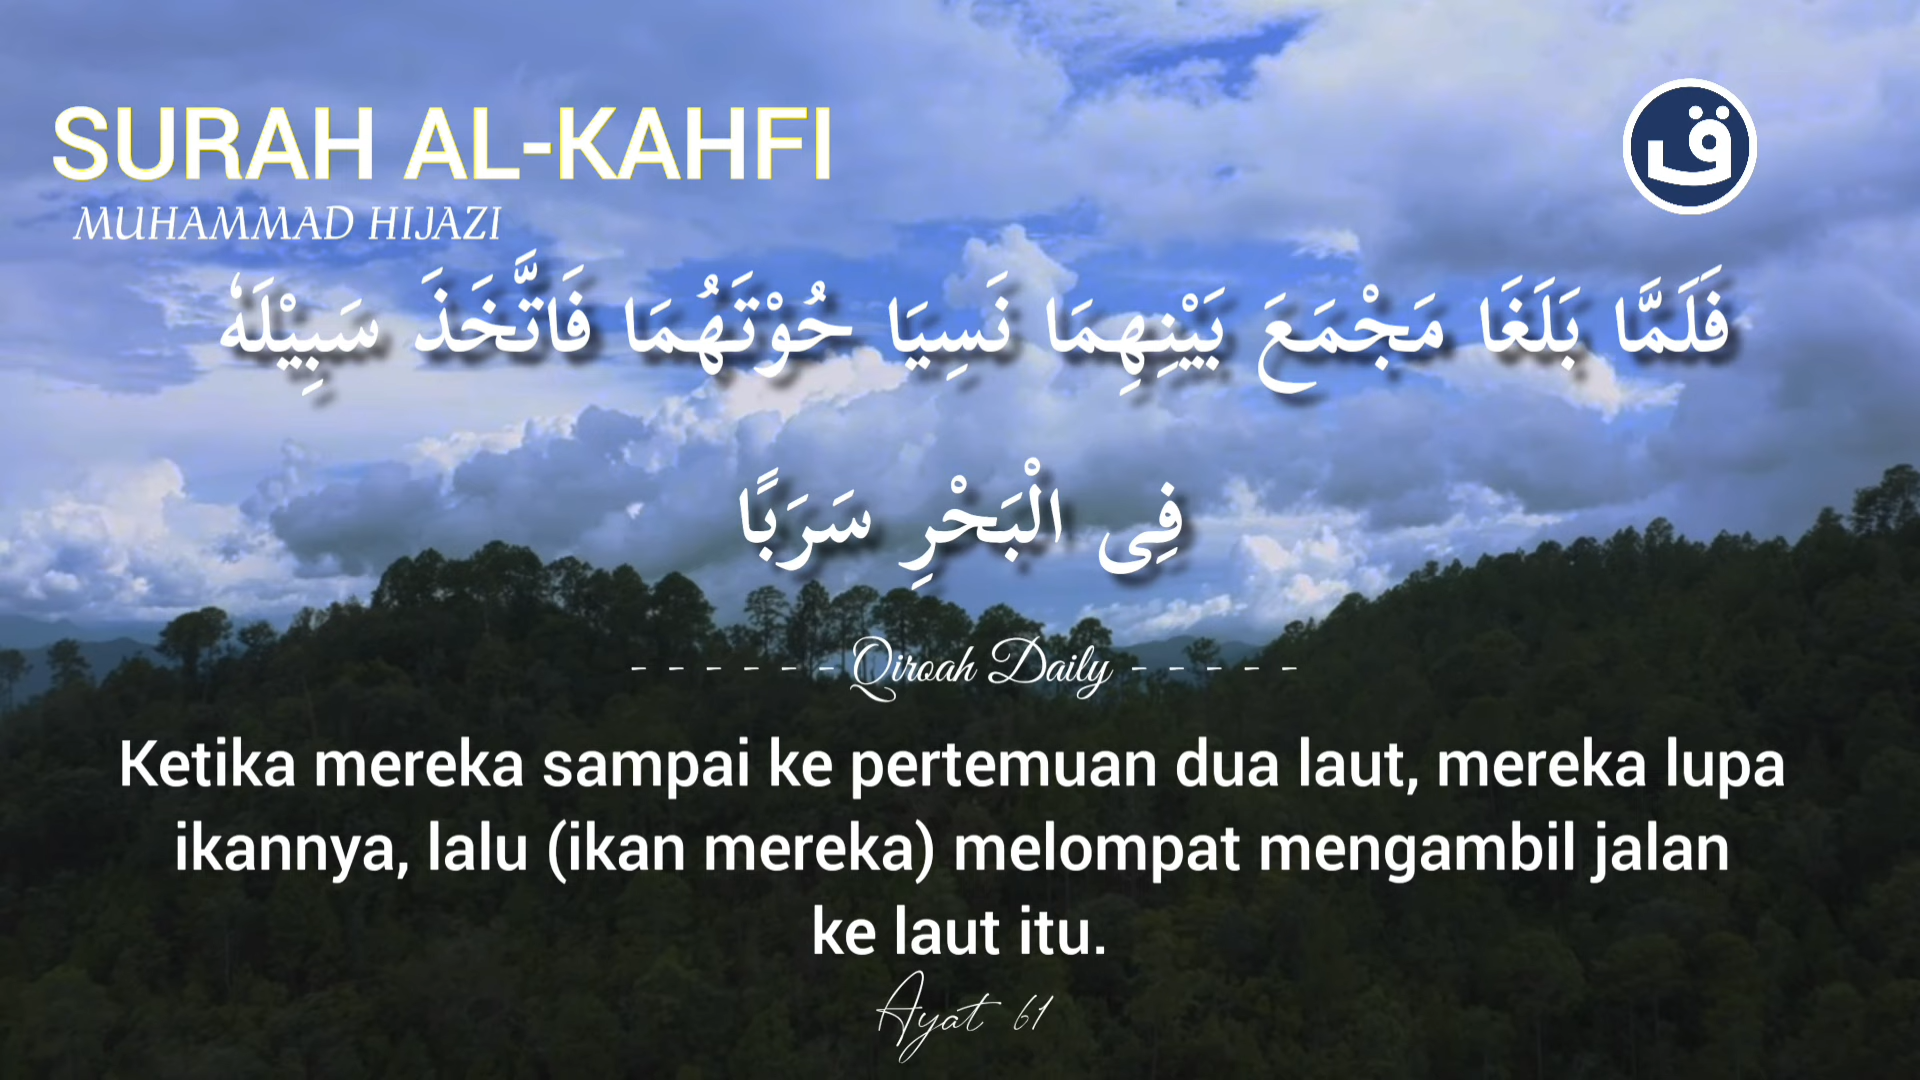 SURAH AL-KAHFI
ق
MUHAMMAD HIJAZI
فَلَمَّا بَلَغَا مَجْمَعَ بَيْنِهِمَا نَسِيَا حُوْتَهُمَا فَاتَّخَذَ سَبِيْلَهٗ
فِى الْبَحْرِ سَرَبًا
- - - - - - Qiroah Daily - - - - -
Ketika mereka sampai ke pertemuan dua laut, mereka lupa
ikannya, lalu (ikan mereka) melompat mengambil jalan
ke laut itu.
Ayat 61